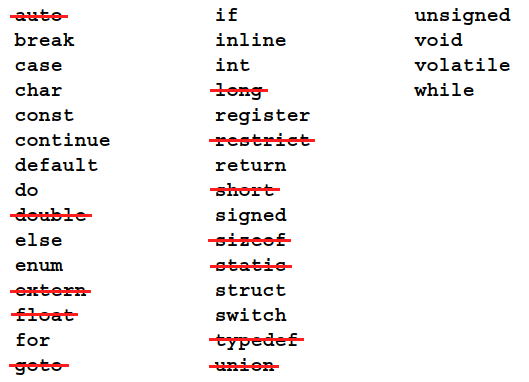 auto
break
case
char
const
continue
default
do
double
else
enum
extern
float
for
goto
if
inline
int
long
register
restrict
return
short
signed
sizeof
static
struct
switch
typedef
union
unsigned
void
volatile
while